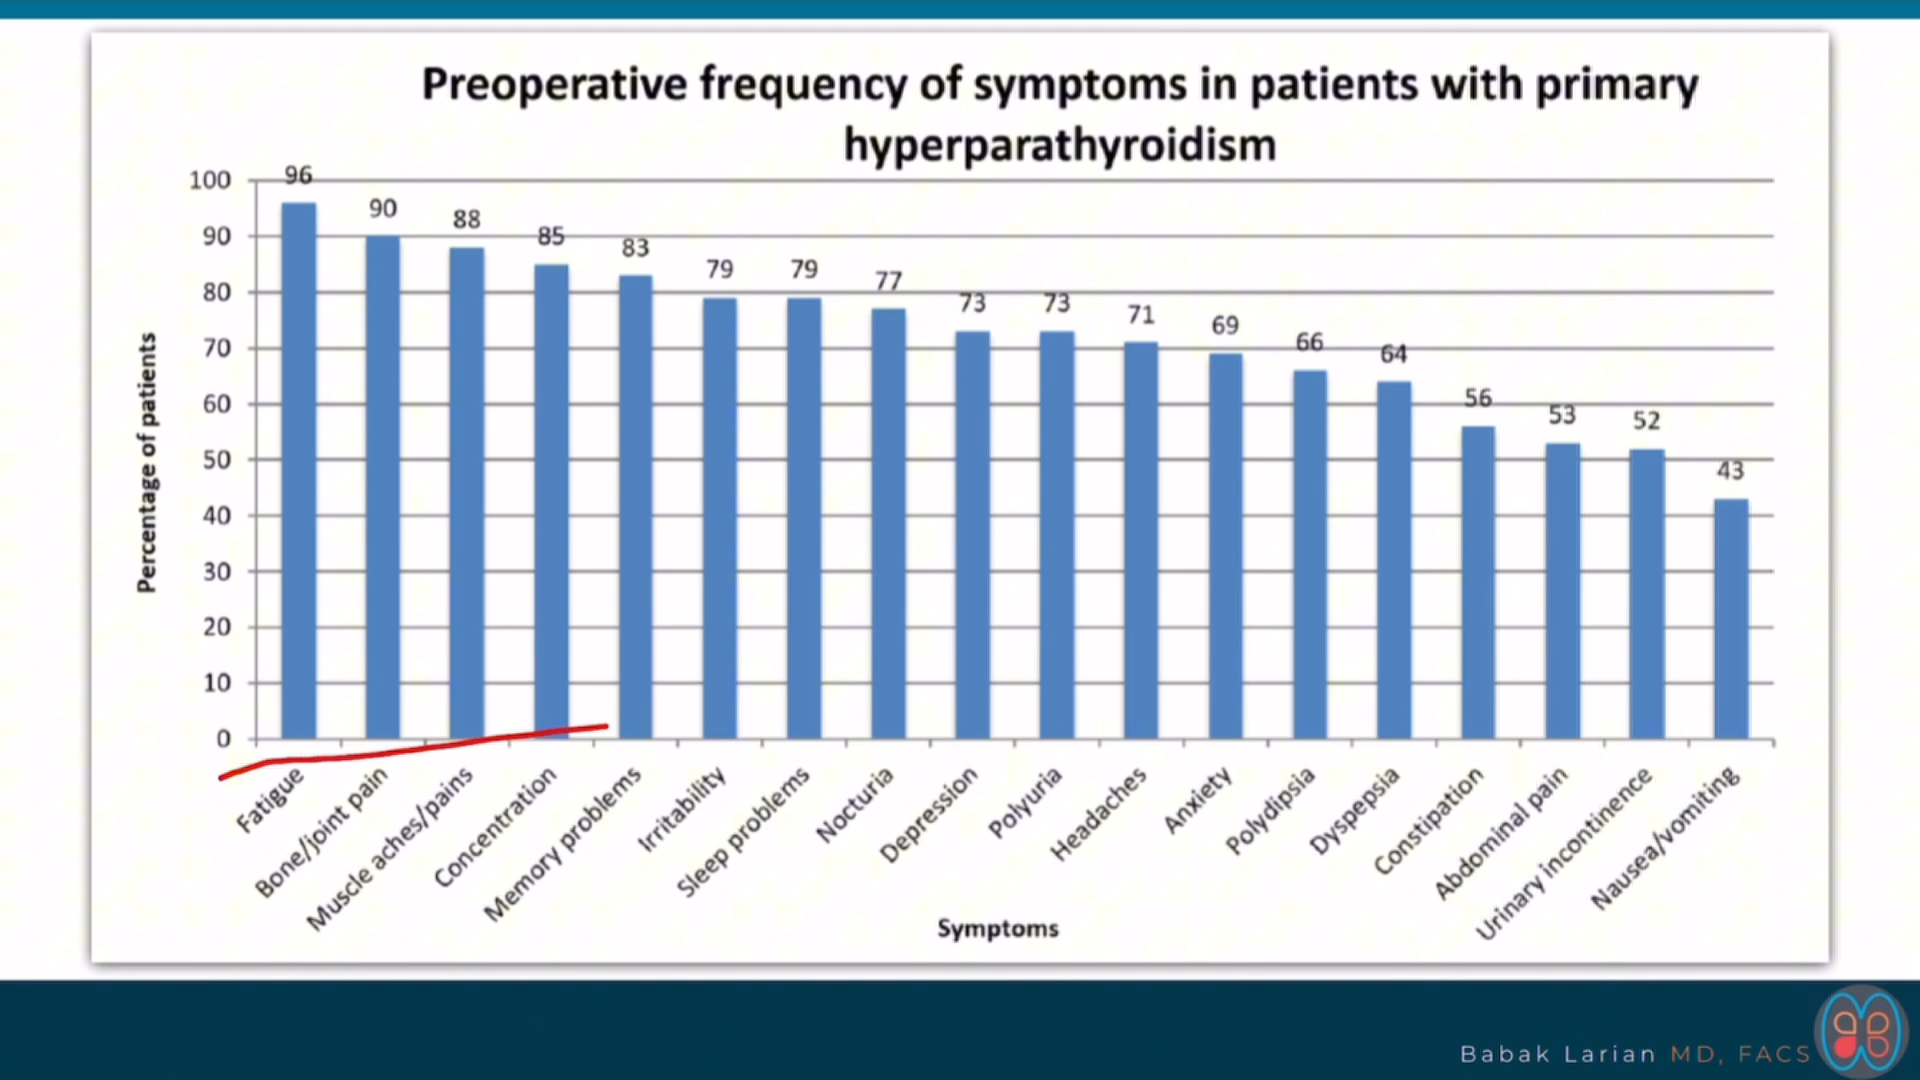 Preoperative frequency of symptoms in patients with primary
hyperparathyroidism
Percentage of patients
100
90
80
70
60
50
40
30
20
10
0
96
90
88
85
83
79
79
77
73
73
71
69
66
64
56
53
52
43
Fatigue
Bone/joint pain
Muscle aches/pains
Concentration
Memory problems
Irritability
Sleep problems
Nocturia
Depression
Polyuria
Headaches
Anxiety
Polydipsia
Dyspepsia
Constipation
Abdominal pain
Urinary incontinence
Nausea/vomiting
Symptoms
Babak Larian MD, FACS